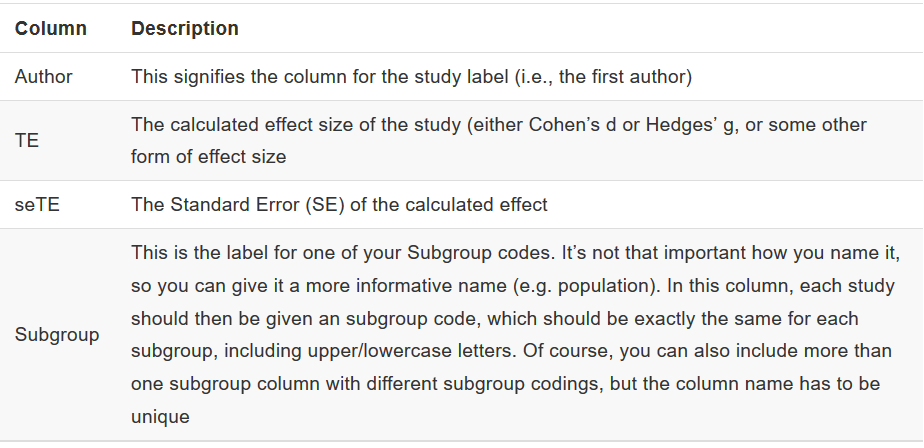 Column Description
Author This signifies the column for the study label (i.e., the first author)
TE The calculated effect size of the study (either Cohen’s d or Hedges’ g, or some other
form of effect size
seTE The Standard Error (SE) of the calculated effect
Subgroup This is the label for one of your Subgroup codes. It’s not that important how you name it,
so you can give it a more informative name (e.g. population). In this column, each study
should then be given an subgroup code, which should be exactly the same for each
subgroup, including upper/lowercase letters. Of course, you can also include more than
one subgroup column with different subgroup codings, but the column name has to be
unique